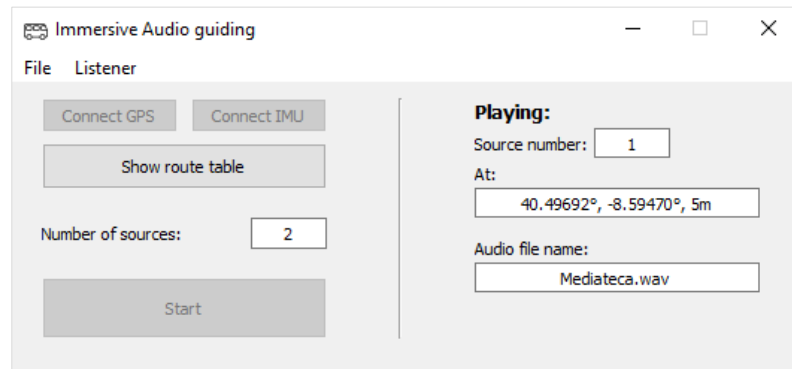 Immersive Audio guiding
File Listener
Connect GPS Connect IMU
Show route table
Number of sources: 2
Start
Playing:
Source number: 1
At:
40.49692°, -8.59470°, 5m
Audio file name:
Mediateca.wav